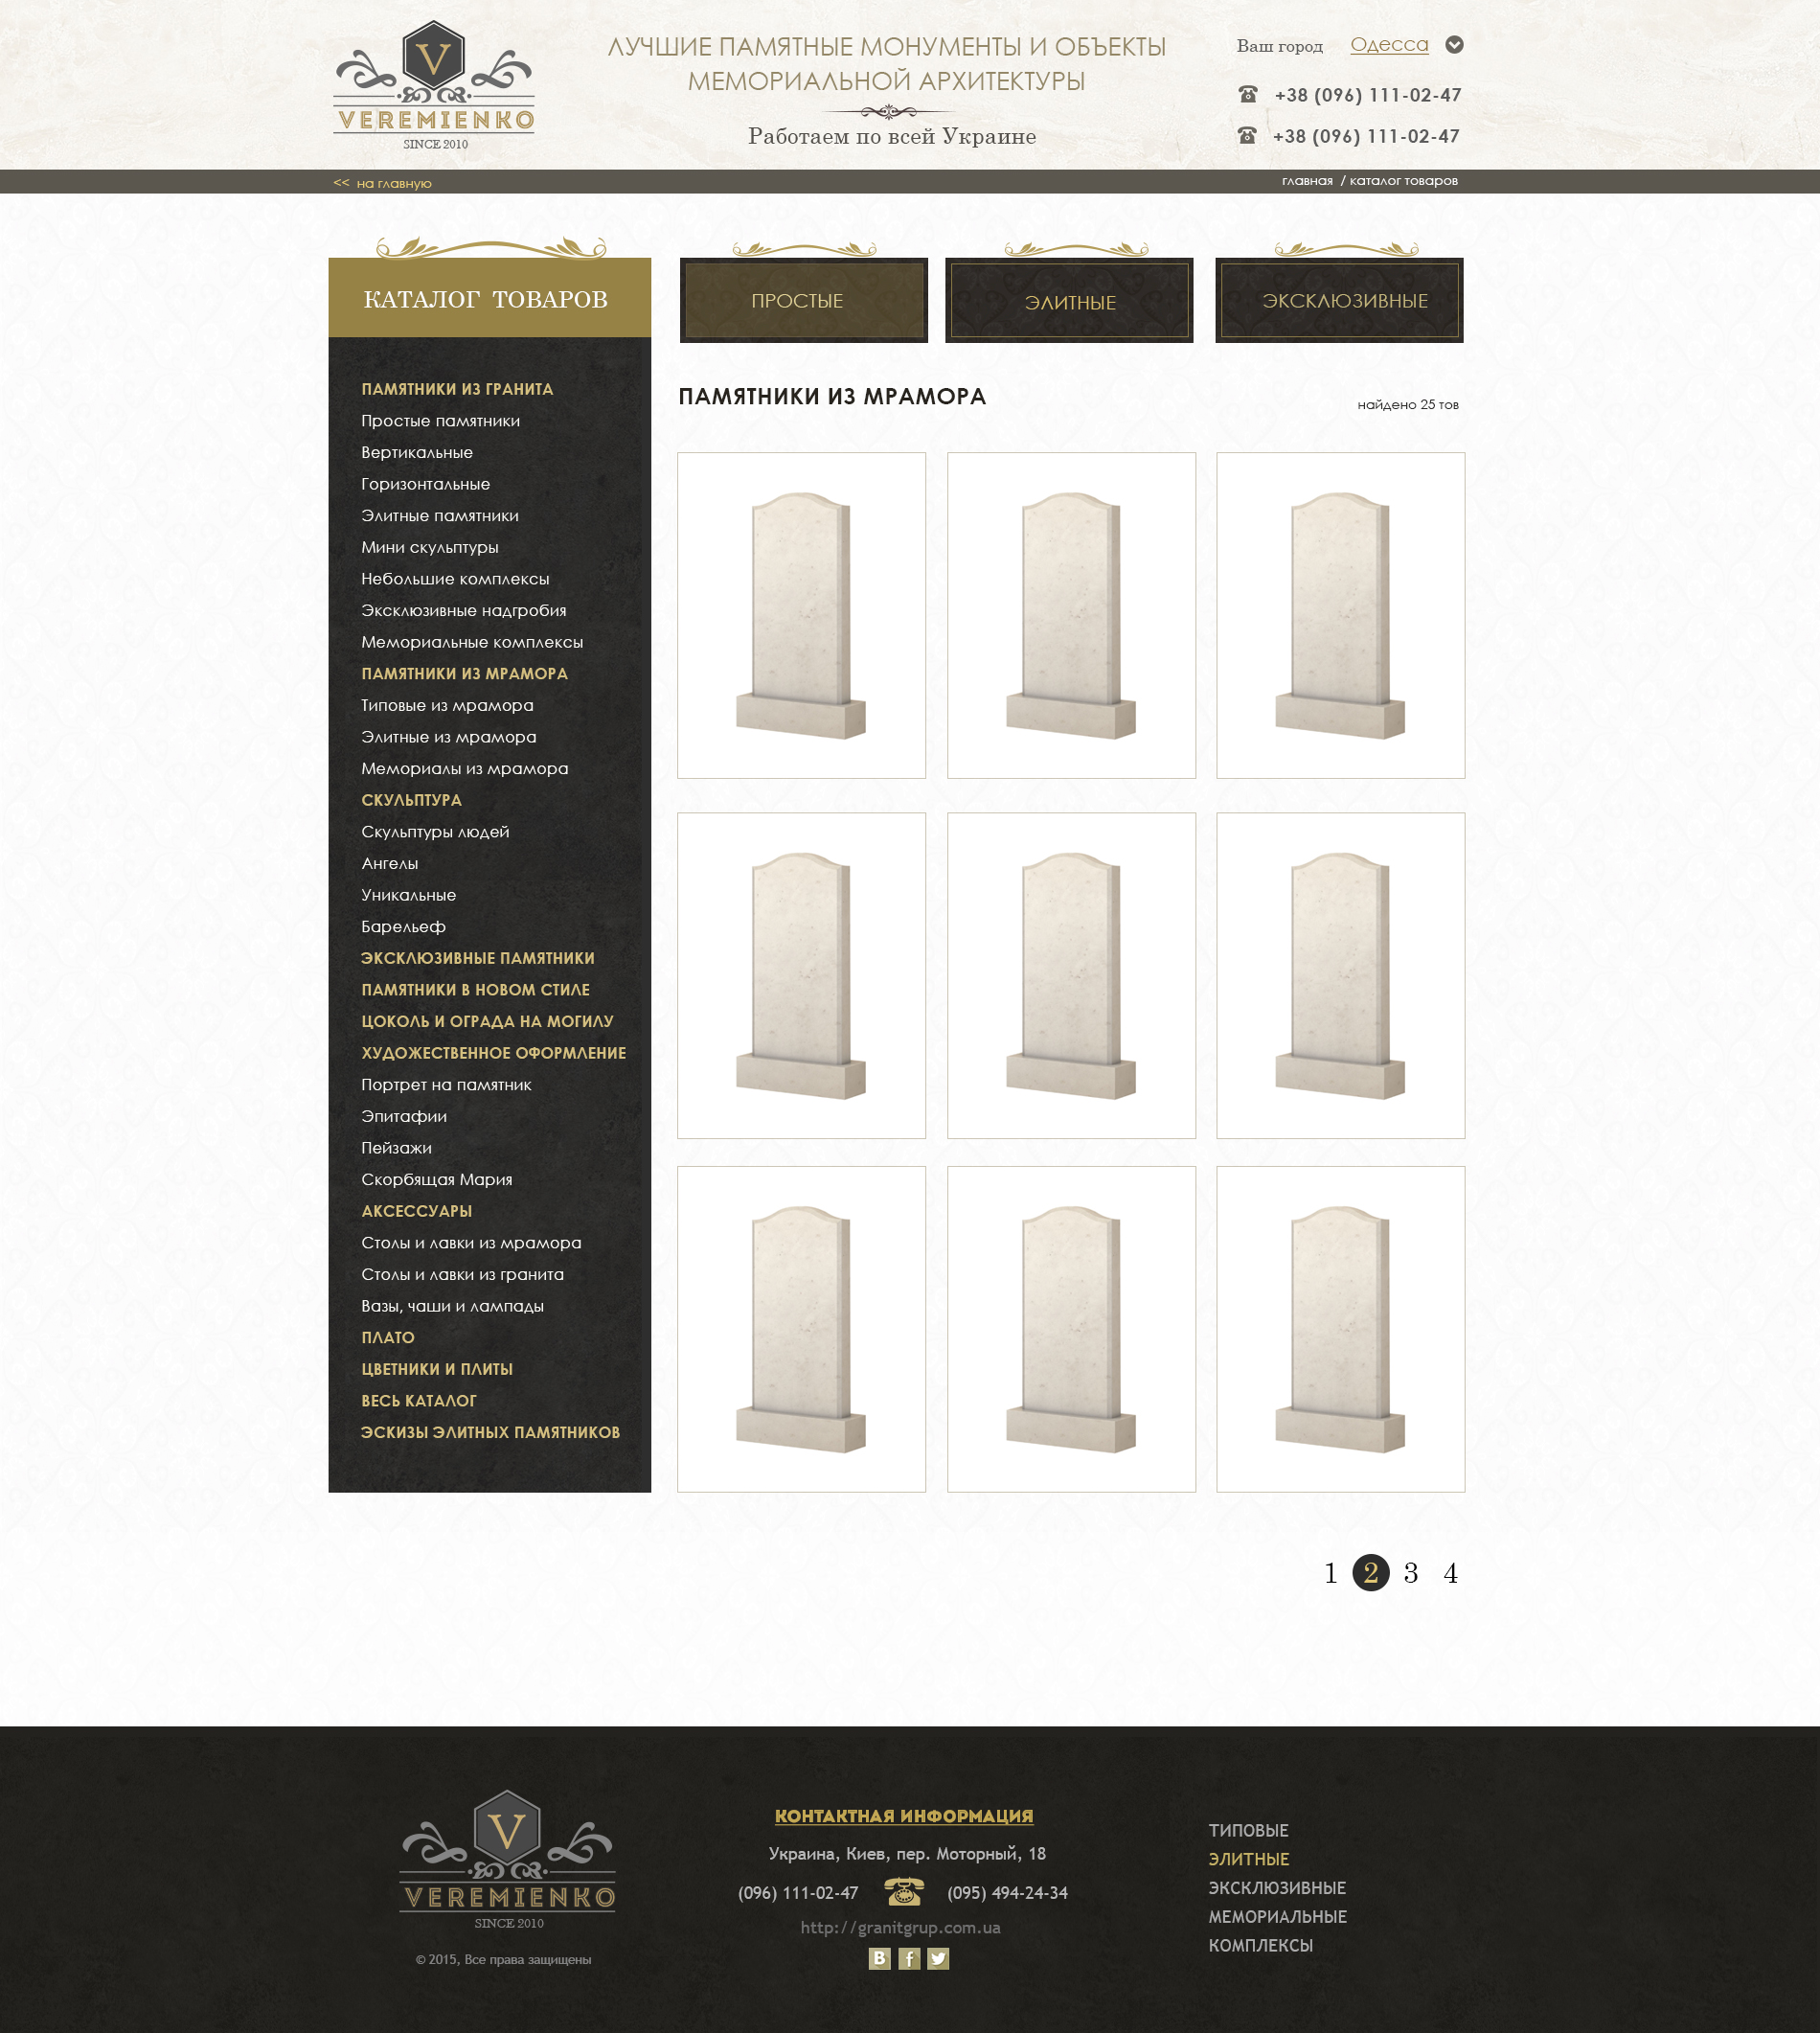 V
VEREMIENKO
SINCE 2010
ЛУЧШИЕ ПАМЯТНЫЕ МОНУМЕНТЫ И ОБЪЕКТЫ
МЕМОРИАЛЬНОЙ АРХИТЕКТУРЫ
Работаем по всей Украине
Ваш город Одесса
+38 (096) 111-02-47
+38 (096) 111-02-47
<< на главную
главная / каталог товаров
КАТАЛОГ ТОВАРОВ
ПРОСТЫЕ
ЭЛИТНЫЕ
ЭКСКЛЮЗИВНЫЕ
ПАМЯТНИКИ ИЗ ГРАНИТА
Простые памятники
Вертикальные
Горизонтальные
Элитные памятники
Мини скульптуры
Небольшие комплексы
Эксклюзивные надгробия
Мемориальные комплексы
ПАМЯТНИКИ ИЗ МРАМОРА
Типовые из мрамора
Элитные из мрамора
Мемориалы из мрамора
СКУЛЬПТУРА
Скульптуры людей
Ангелы
Уникальные
Барельеф
ЭКСКЛЮЗИВНЫЕ ПАМЯТНИКИ
ПАМЯТНИКИ В НОВОМ СТИЛЕ
ЦОКОЛЬ И ОГРАДА НА МОГИЛУ
ХУДОЖЕСТВЕННОЕ ОФОРМЛЕНИЕ
Портрет на памятник
Эпитафии
Пейзажи
Скорбящая Мария
АКСЕССУАРЫ
Столы и лавки из мрамора
Столы и лавки из гранита
Вазы, чаши и лампады
ПЛАТО
ЦВЕТНИКИ И ПЛИТЫ
ВЕСЬ КАТАЛОГ
ЭСКИЗЫ ЭЛИТНЫХ ПАМЯТНИКОВ
ПАМЯТНИКИ ИЗ МРАМОРА
найдено 25 тов
1 2 3 4
V
VEREMIENKO
SINCE 2010
© 2015, Все права защищены
КОНТАКТНАЯ ИНФОРМАЦИЯ
Украина, Киев, пер. Моторный, 18
(096) 111-02-47 (095) 494-24-34
http://granitgrup.com.ua
B f
ТИПОВЫЕ
ЭЛИТНЫЕ
ЭКСКЛЮЗИВНЫЕ
МЕМОРИАЛЬНЫЕ
КОМПЛЕКСЫ